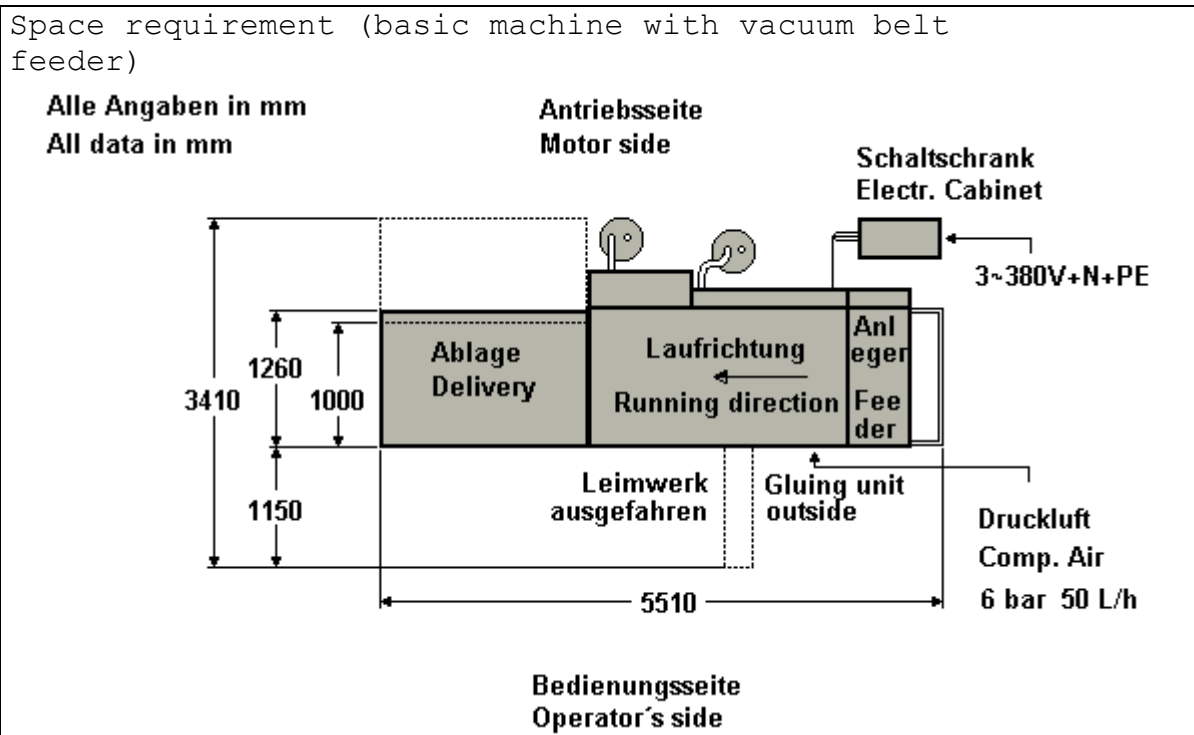 Space requirement (basic machine with vacuum belt
feeder)
Alle Angaben in mm
All data in mm
Antriebsseite
Motor side
Schaltschrank
Electr. Cabinet
3~380V+N+PE
Ablage
Delivery
Laufrichtung
Running direction
Anl
eger
Fee
der
1260
3410
1000
1150
Leimwerk
ausgefahren
Gluing unit
outside
Druckluft
Comp. Air
6 bar 50 L/h
5510
Bedienungsseite
Operator´s side